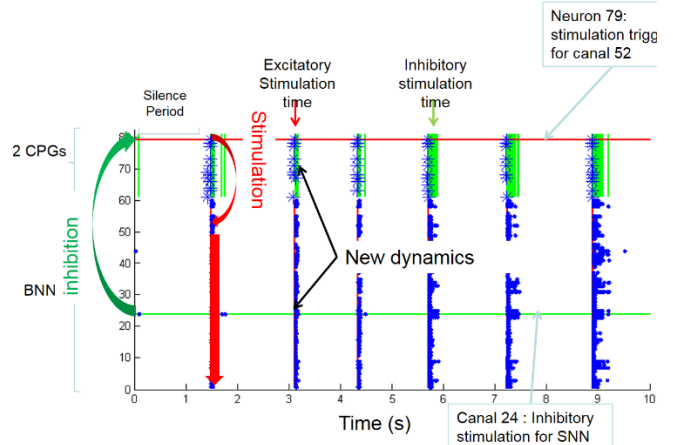 Neuron 79:
stimulation trigg
for canal 52
Excitatory
Stimulation
time
Inhibitory
stimulation
time
Silence
Period
Stimulation
2 CPGs
inhibition
BNN
New dynamics
80
70
60
50
40
30
20
10
0
0 1 2 3 4 5 6 7 8 9 10
Time (s)
Canal 24 : Inhibitory
stimulation for SNN